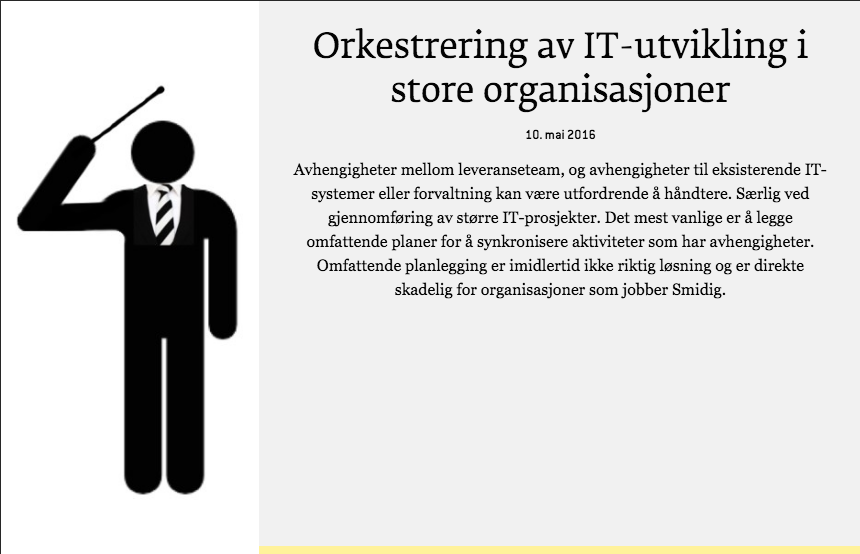 Orkestrering av IT-utvikling i
store organisasjoner
10. mai 2016
Avhengigheter mellom leveranseteam, og avhengigheter til eksisterende IT-
systemer eller forvaltning kan være utfordrende å håndtere. Særlig ved
gjennomføring av større IT-prosjekter. Det mest vanlige er å legge
omfattende planer for å synkronisere aktiviteter som har avhengigheter.
Omfattende planlegging er imidlertid ikke riktig løsning og er direkte
skadelig for organisasjoner som jobber Smidig.